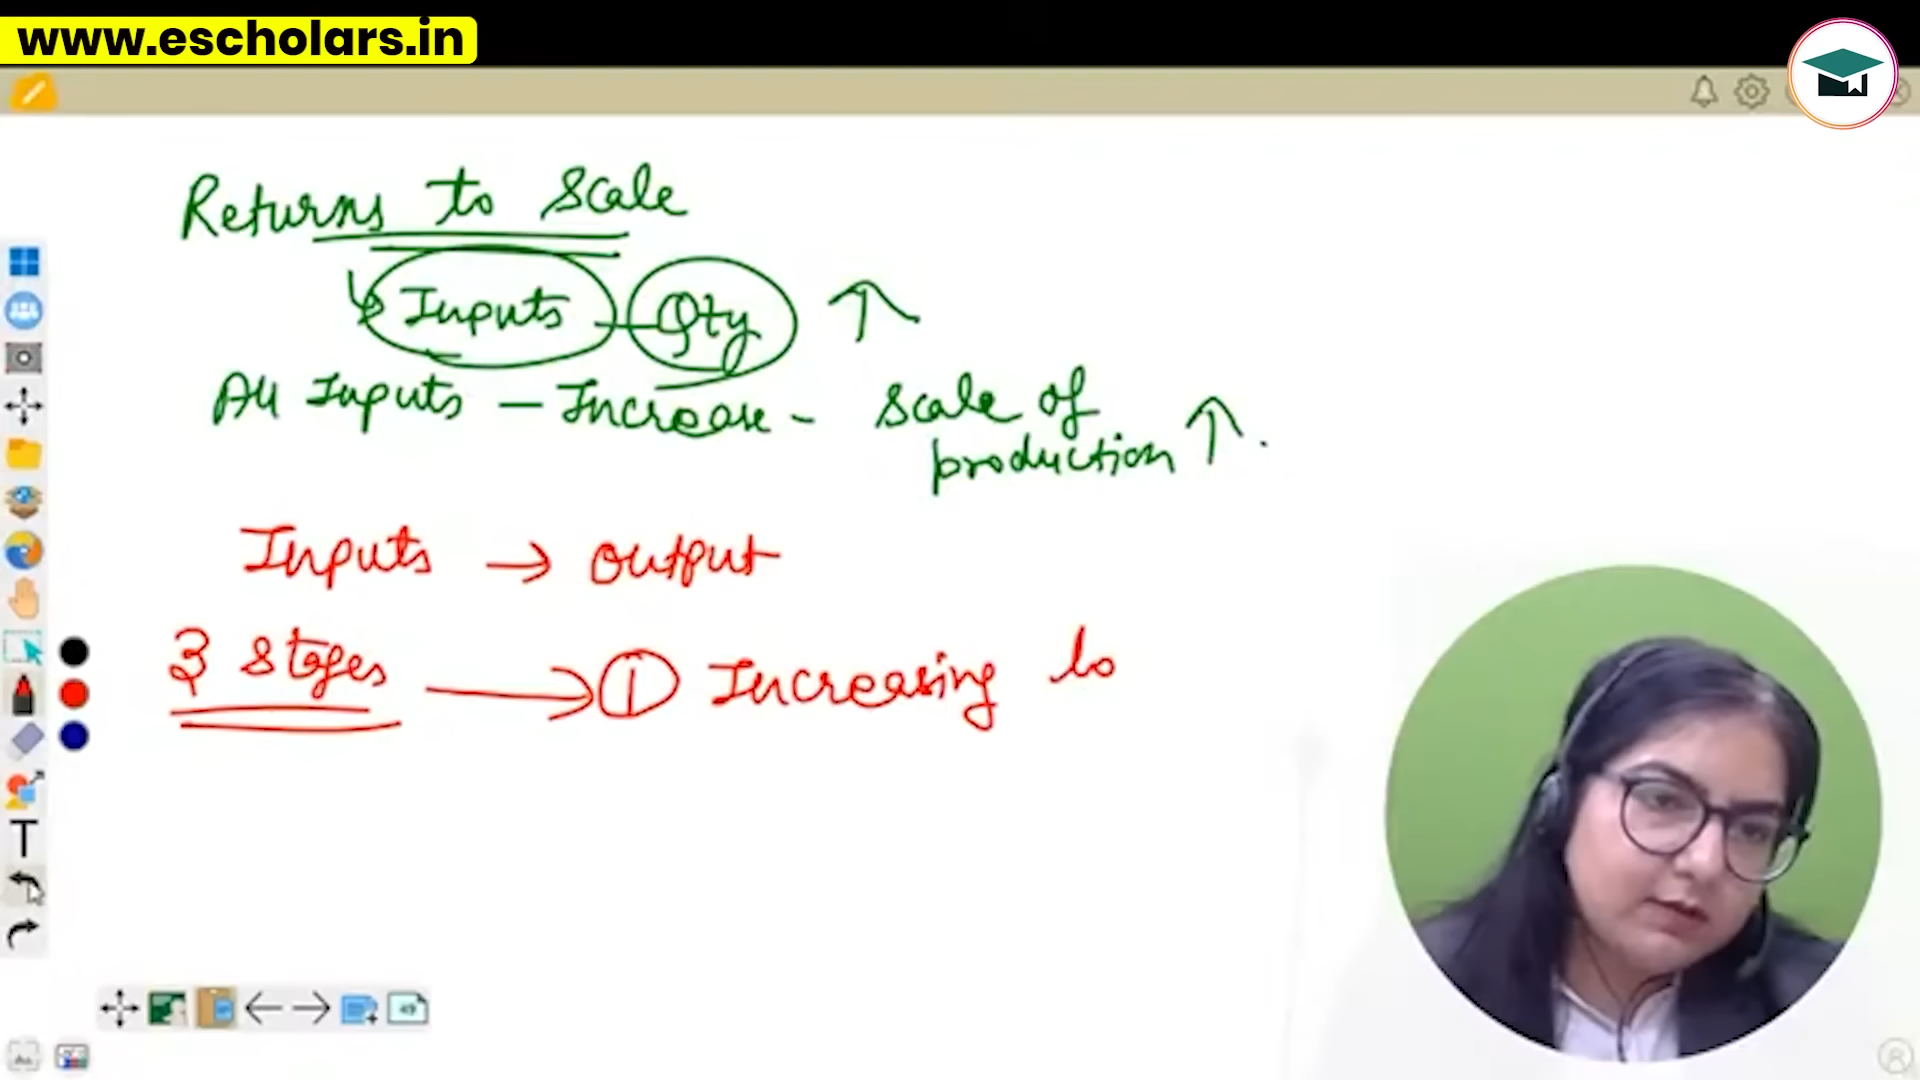 www.escholars.in
Returns to Scale
Inputs — Qty ↑
All Inputs — Increase - Scale of
production ↑.
Inputs → output
3 stages → ① Increasing to
T